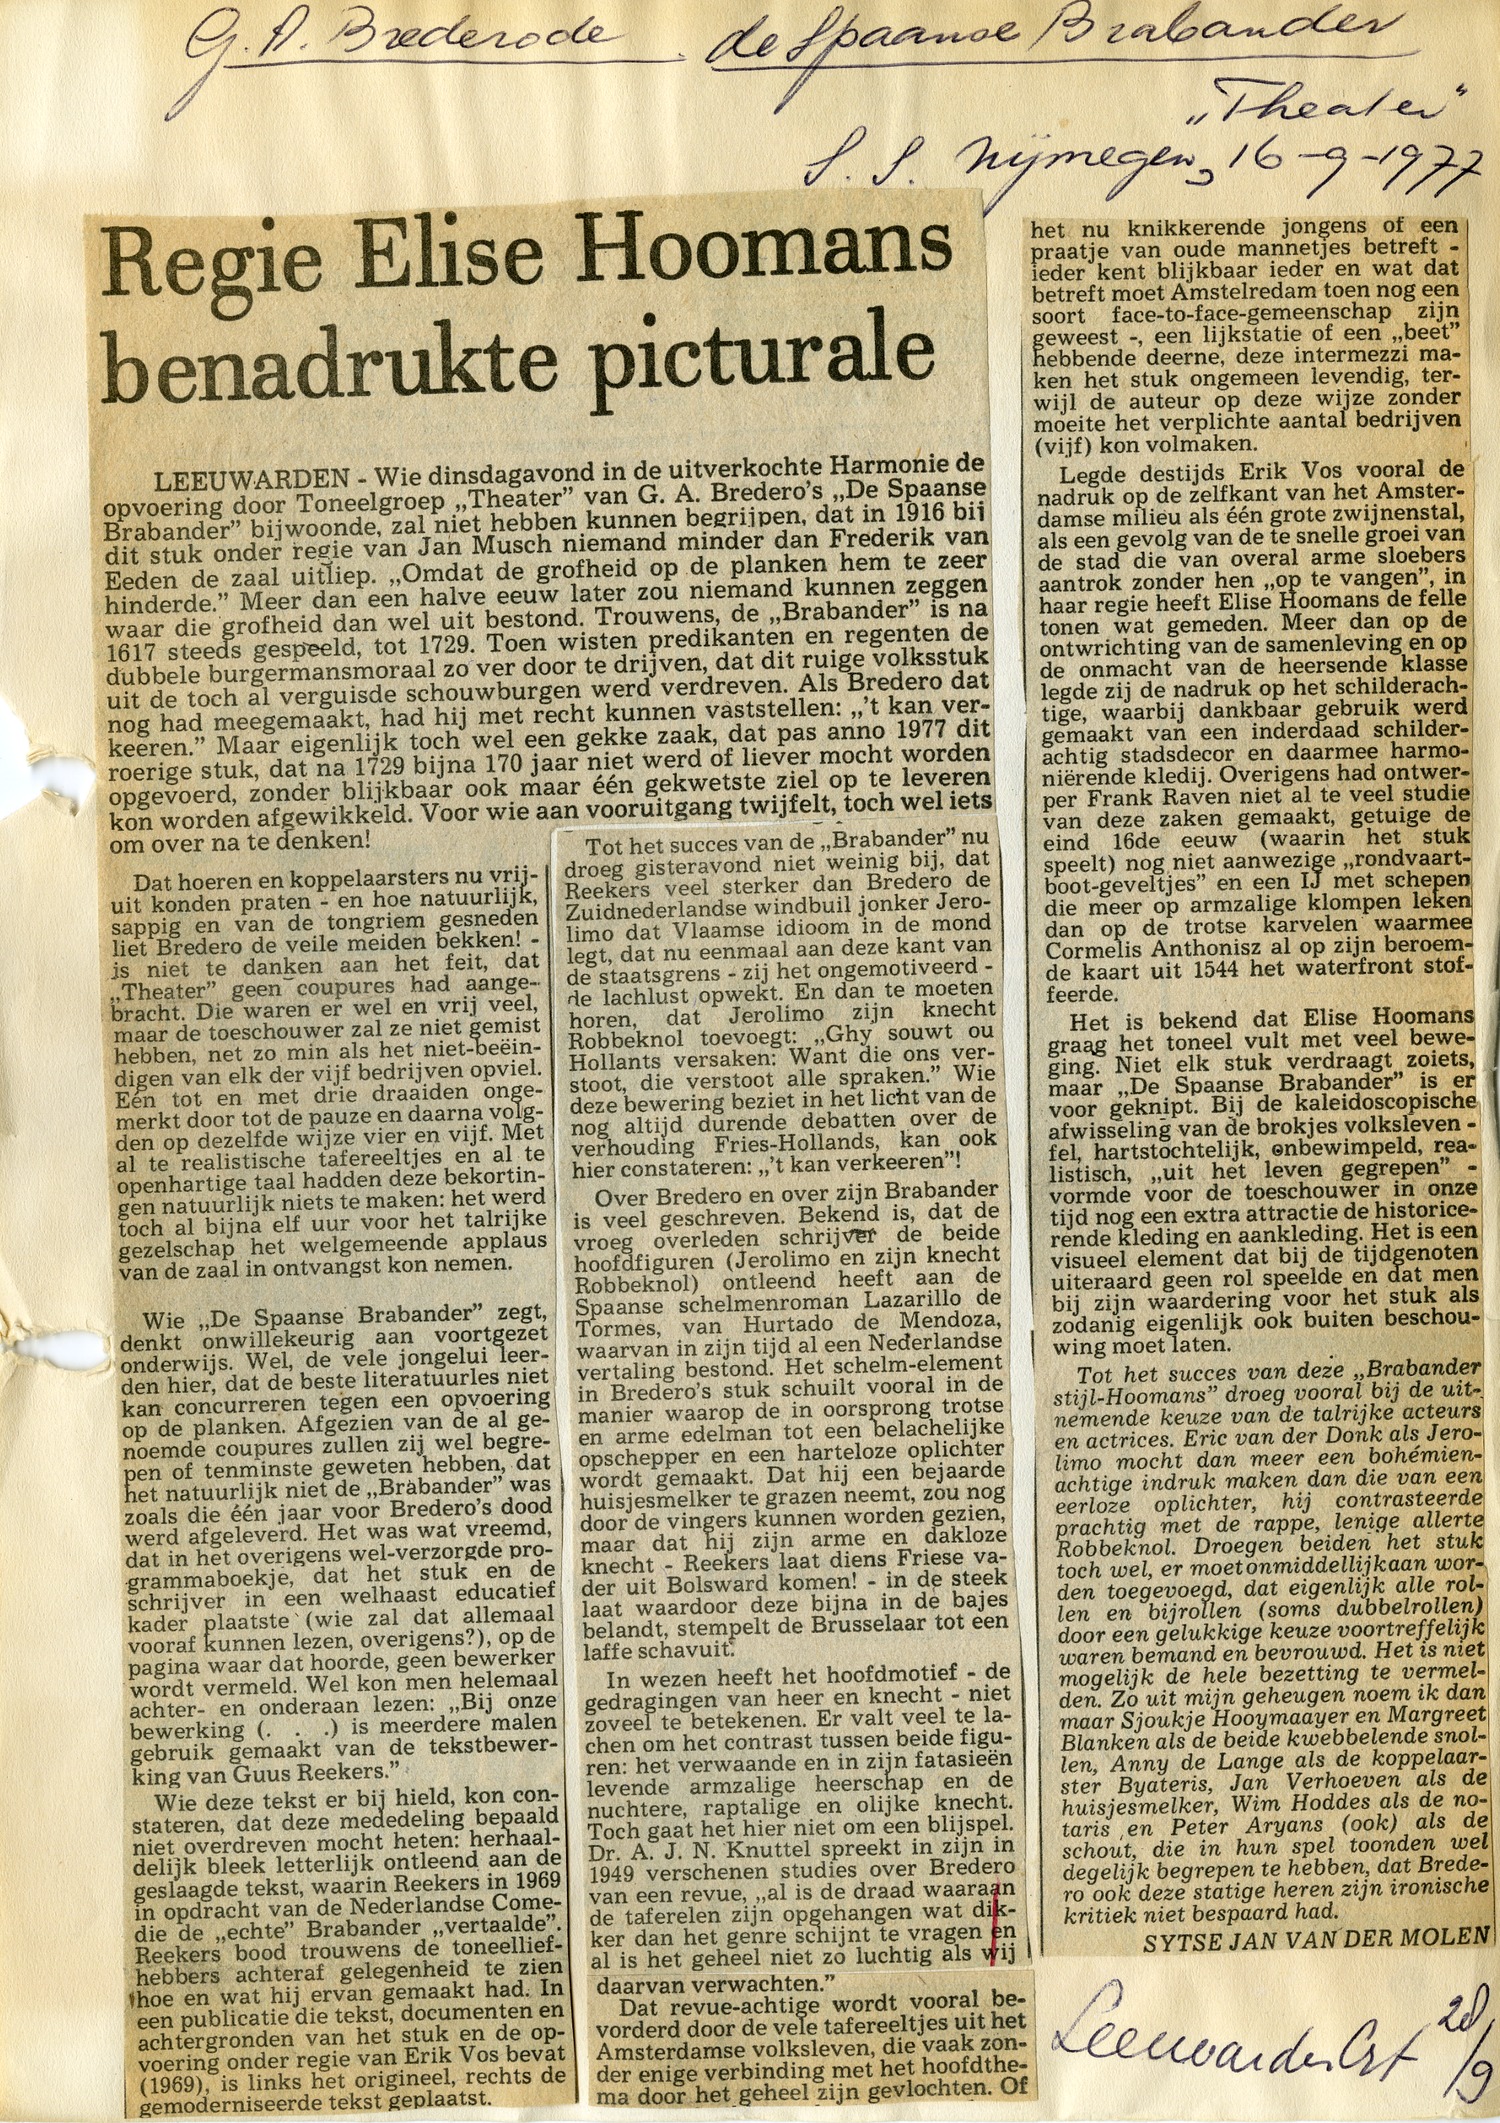 G. A. Brederode . de Spaanse Brabander
„Theater"
S. S. Nijmegen, 16-9-1977
Regie Elise Hoomans
benadrukte picturale
LEEUWARDEN - Wie dinsdagavond in de uitverkochte Harmonie de
opvoering door Toneelgroep „Theater” van G. A. Bredero's „De Spaanse
Brabander” bijwoonde, zal niet hebben kunnen begrijpen, dat in 1916 bij
dit stuk onder regie van Jan Musch niemand minder dan Frederik van
Eeden de zaal uitliep. „Omdat de grofheid op de planken hem te zeer
hinderde.” Meer dan een halve eeuw later zou niemand kunnen zeggen
waar die grofheid dan wel uit bestond. Trouwens, de „Brabander” is na
1617 steeds gespeeld, tot 1729. Toen wisten predikanten en regenten de
dubbele burgermansmoraal zo ver door te drijven, dat dit ruige volksstuk
uit de toch al verguisde schouwburgen werd verdreven. Als Bredero dat
nog had meegemaakt, had hij met recht kunnen vaststellen: „'t kan ver-
keeren.” Maar eigenlijk toch wel een gekke zaak, dat pas anno 1977 dit
roerige stuk, dat na 1729 bijna 170 jaar niet werd of liever mocht worden
opgevoerd, zonder blijkbaar ook maar één gekwetste ziel op te leveren
kon worden afgewikkeld. Voor wie aan vooruitgang twijfelt, toch wel iets
om over na te denken!
Dat hoeren en koppelaarsters nu vrij-
uit konden praten - en hoe natuurlijk,
sappig en van de tongriem gesneden
liet Bredero de veile meiden bekken! -
is niet te danken aan het feit, dat
„Theater” geen coupures had aange-
bracht. Die waren er wel en vrij veel,
maar de toeschouwer zal ze niet gemist
hebben, net zo min als het niet-beëin-
digen van elk der vijf bedrijven opviel.
Eén tot en met drie draaiden onge-
merkt door tot de pauze en daarna volg-
den op dezelfde wijze vier en vijf. Met
al te realistische tafereeltjes en al te
openhartige taal hadden deze bekortin-
gen natuurlijk niets te maken: het werd
toch al bijna elf uur voor het talrijke
gezelschap het welgemeende applaus
van de zaal in ontvangst kon nemen.
Wie „De Spaanse Brabander” zegt,
denkt onwillekeurig aan voortgezet
onderwijs. Wel, de vele jongelui leer-
den hier, dat de beste literatuurles niet
kan concurreren tegen een opvoering
op de planken. Afgezien van de al ge-
noemde coupures zullen zij wel begre-
pen of tenminste geweten hebben, dat
het natuurlijk niet de „Brabander” was
zoals die één jaar voor Bredero's dood
werd afgeleverd. Het was wat vreemd,
dat in het overigens wel-verzorgde pro-
grammaboekje, dat het stuk en de
schrijver in een welhaast educatief
kader plaatste (wie zal dat allemaal
vooraf kunnen lezen, overigens?), op de
pagina waar dat hoorde, geen bewerker
wordt vermeld. Wel kon men helemaal
achter- en onderaan lezen: „Bij onze
bewerking (. . .) is meerdere malen
gebruik gemaakt van de tekstbewer-
king van Guus Reekers.”
Wie deze tekst er bij hield, kon con-
stateren, dat deze mededeling bepaald
niet overdreven mocht heten: herhaal-
delijk bleek letterlijk ontleend aan de
geslaagde tekst, waarin Reekers in 1969
in opdracht van de Nederlandse Come-
die de „echte” Brabander „vertaalde”.
Reekers bood trouwens de toneellief-
hebbers achteraf gelegenheid te zien
hoe en wat hij ervan gemaakt had. In
een publicatie die tekst, documenten en
achtergronden van het stuk en de op-
voering onder regie van Erik Vos bevat
(1969), is links het origineel, rechts de
gemoderniseerde tekst geplaatst.
Tot het succes van de „Brabander” nu
droeg gisteravond niet weinig bij, dat
Reekers veel sterker dan Bredero de
Zuidnederlandse windbuil jonker Jero-
limo dat Vlaamse idioom in de mond
legt, dat nu eenmaal aan deze kant van
de staatsgrens - zij het ongemotiveerd -
de lachlust opwekt. En dan te moeten
horen, dat Jerolimo zijn knecht
Robbeknol toevoegt: „Ghy souwt ou
Hollants versaken: Want die ons ver-
stoot, die verstoot alle spraken.” Wie
deze bewering beziet in het licht van de
nog altijd durende debatten over de
verhouding Fries-Hollands, kan ook
hier constateren: „'t kan verkeeren”!
Over Bredero en over zijn Brabander
is veel geschreven. Bekend is, dat de
vroeg overleden schrijver de beide
hoofdfiguren (Jerolimo en zijn knecht
Robbeknol) ontleend heeft aan de
Spaanse schelmenroman Lazarillo de
Tormes, van Hurtado de Mendoza,
waarvan in zijn tijd al een Nederlandse
vertaling bestond. Het schelm-element
in Bredero's stuk schuilt vooral in de
manier waarop de in oorsprong trotse
en arme edelman tot een belachelijke
opschepper en een harteloze oplichter
wordt gemaakt. Dat hij een bejaarde
huisjesmelker te grazen neemt, zou nog
door de vingers kunnen worden gezien,
maar dat hij zijn arme en dakloze
knecht - Reekers laat diens Friese va-
der uit Bolsward komen! - in de steek
laat waardoor deze bijna in de bajes
belandt, stempelt de Brusselaar tot een
laffe schavuit.
In wezen heeft het hoofdmotief - de
gedragingen van heer en knecht - niet
zoveel te betekenen. Er valt veel te la-
chen om het contrast tussen beide figu-
ren: het verwaande en in zijn fatasieën
levende armzalige heerschap en de
nuchtere, raptalige en olijke knecht.
Toch gaat het hier niet om een blijspel.
Dr. A. J. N. Knuttel spreekt in zijn in
1949 verschenen studies over Bredero
van een revue, „al is de draad waaraan
de taferelen zijn opgehangen wat dik-
ker dan het genre schijnt te vragen en
al is het geheel niet zo luchtig als wij
daarvan verwachten.”
Dat revue-achtige wordt vooral be-
vorderd door de vele tafereeltjes uit het
Amsterdamse volksleven, die vaak zon-
der enige verbinding met het hoofdthe-
ma door het geheel zijn gevlochten. Of
het nu knikkerende jongens of een
praatje van oude mannetjes betreft -
ieder kent blijkbaar ieder en wat dat
betreft moet Amstelredam toen nog een
soort face-to-face-gemeenschap zijn
geweest -, een lijkstatie of een „beet”
hebbende deerne, deze intermezzi ma-
ken het stuk ongemeen levendig, ter-
wijl de auteur op deze wijze zonder
moeite het verplichte aantal bedrijven
(vijf) kon volmaken.
Legde destijds Erik Vos vooral de
nadruk op de zelfkant van het Amster-
damse milieu als één grote zwijnenstal,
als een gevolg van de te snelle groei van
de stad die van overal arme sloebers
aantrok zonder hen „op te vangen”, in
haar regie heeft Elise Hoomans de felle
tonen wat gemeden. Meer dan op de
ontwrichting van de samenleving en op
de onmacht van de heersende klasse
legde zij de nadruk op het schilderach-
tige, waarbij dankbaar gebruik werd
gemaakt van een inderdaad schilder-
achtig stadsdecor en daarmee harmo-
niërende kledij. Overigens had ontwer-
per Frank Raven niet al te veel studie
van deze zaken gemaakt, getuige de
eind 16de eeuw (waarin het stuk
speelt) nog niet aanwezige „rondvaart-
boot-geveltjes” en een IJ met schepen
die meer op armzalige klompen leken
dan op de trotse karvelen waarmee
Cormelis Anthonisz al op zijn beroem-
de kaart uit 1544 het waterfront stof-
feerde.
Het is bekend dat Elise Hoomans
graag het toneel vult met veel bewe-
ging. Niet elk stuk verdraagt zoiets,
maar „De Spaanse Brabander” is er
voor geknipt. Bij de kaleidoscopische
afwisseling van de brokjes volksleven -
fel, hartstochtelijk, onbewimpeld, rea-
listisch, „uit het leven gegrepen” -
vormde voor de toeschouwer in onze
tijd nog een extra attractie de historice-
rende kleding en aankleding. Het is een
visueel element dat bij de tijdgenoten
uiteraard geen rol speelde en dat men
bij zijn waardering voor het stuk als
zodanig eigenlijk ook buiten beschou-
wing moet laten.
Tot het succes van deze „Brabander
stijl-Hoomans” droeg vooral bij de uit-
nemende keuze van de talrijke acteurs
en actrices. Eric van der Donk als Jero-
limo mocht dan meer een bohémien-
achtige indruk maken dan die van een
eerloze oplichter, hij contrasteerde
prachtig met de rappe, lenige allerte
Robbeknol. Droegen beiden het stuk
toch wel, er moetonmiddellijkaan wor-
den toegevoegd, dat eigenlijk alle rol-
len en bijrollen (soms dubbelrollen)
door een gelukkige keuze voortreffelijk
waren bemand en bevrouwd. Het is niet
mogelijk de hele bezetting te vermel-
den. Zo uit mijn geheugen noem ik dan
maar Sjoukje Hooymaayer en Margreet
Blanken als de beide kwebbelende snol-
len, Anny de Lange als de koppelaar-
ster Byateris, Jan Verhoeven als de
huisjesmelker, Wim Hoddes als de no-
taris en Peter Aryans (ook) als de
schout, die in hun spel toonden wel
degelijk begrepen te hebben, dat Brede-
ro ook deze statige heren zijn ironische
kritiek niet bespaard had.
SYTSE JAN VAN DER MOLEN
Leeuwarder Crt 28/9